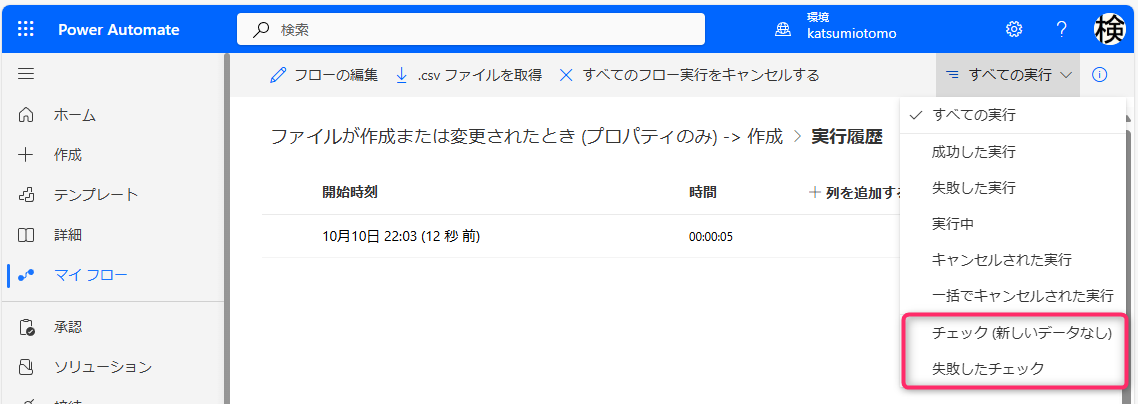 Power Automate
検索
環境
katsumiotomo
検
フローの編集
.csv ファイルを取得
すべてのフロー実行をキャンセルする
すべての実行
ホーム
作成
テンプレート
詳細
マイ フロー
承認
ソリューション
ファイルが作成または変更されたとき (プロパティのみ) -> 作成 > 実行履歴
開始時刻
時間
列を追加する
10月10日 22:03 (12 秒 前)
00:00:05
すべての実行
成功した実行
失敗した実行
実行中
キャンセルされた実行
一括でキャンセルされた実行
チェック (新しいデータなし)
失敗したチェック